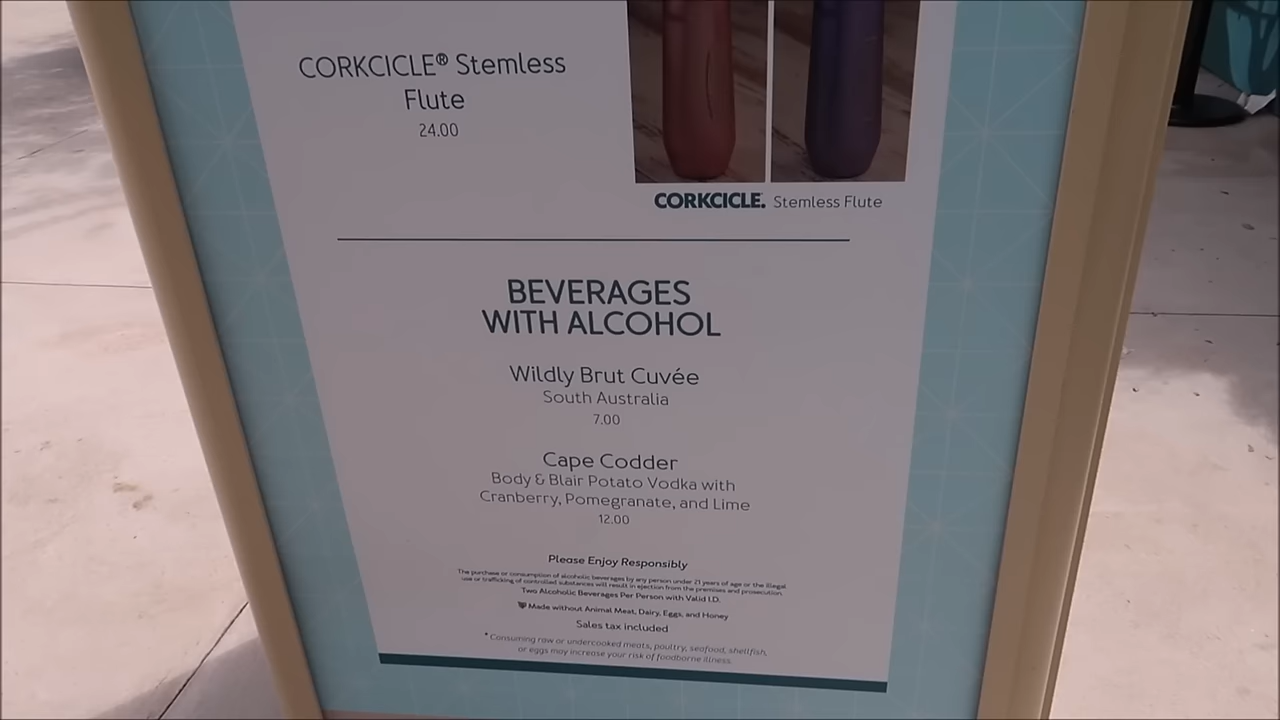 CORKCICLE® Stemless
Flute
24.00
CORKCICLE. Stemless Flute
BEVERAGES
WITH ALCOHOL
Wildly Brut Cuvée
South Australia
7.00
Cape Codder
Body & Blair Potato Vodka with
Cranberry, Pomegranate, and Lime
12.00
Please Enjoy Responsibly
The purchase or consumption of alcoholic beverages by any person under 21 years of age or the illegal
use or trafficking of controlled substances will result in ejection from the premises and prosecution.
Two Alcoholic Beverages Per Person with Valid I.D.
Made without Animal Meat, Dairy, Eggs, and Honey
Sales tax included
* Consuming raw or undercooked meats, poultry, seafood, shellfish,
or eggs may increase your risk of foodborne illness.